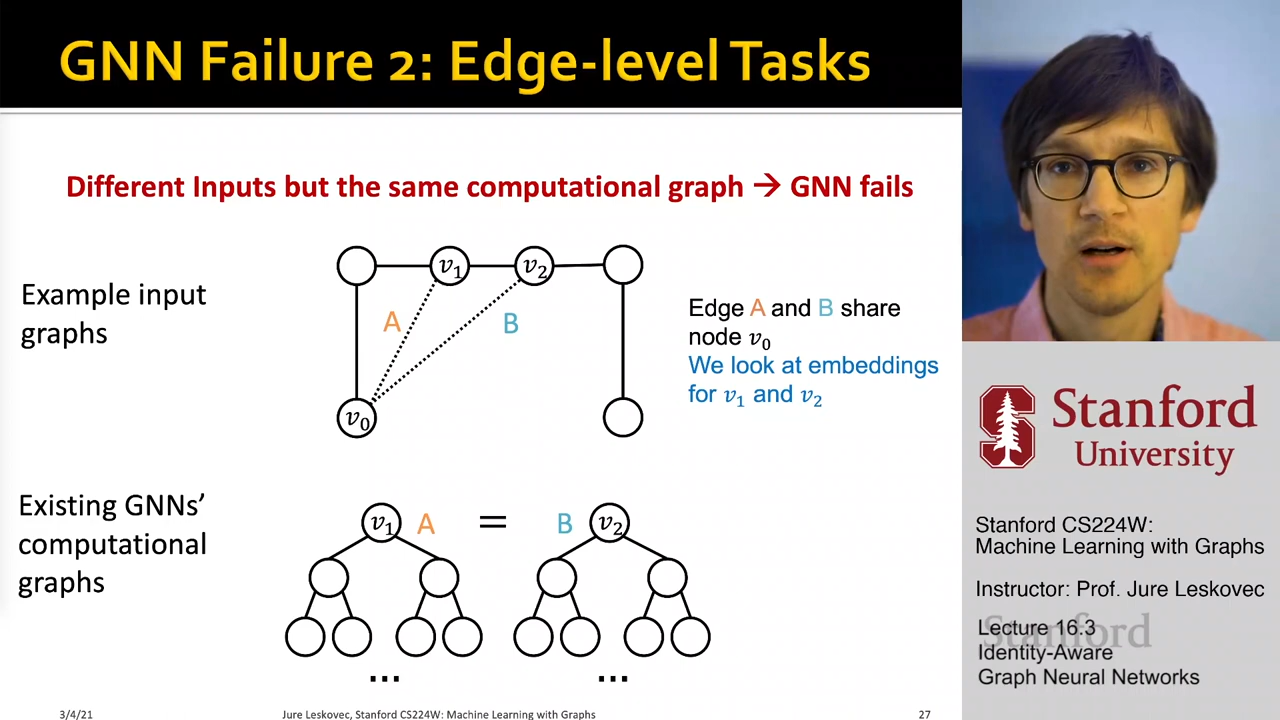 GNN Failure 2: Edge-level Tasks
Different Inputs but the same computational graph → GNN fails
Example input
graphs
v₁
v₂
A
B
v₀
Edge A and B share
node v₀
We look at embeddings
for v₁ and v₂
Existing GNNs'
computational
graphs
v₁ A = B v₂
...
...
3/4/21
Jure Leskovec, Stanford CS224W: Machine Learning with Graphs
27
S
Stanford
University
Stanford CS224W:
Machine Learning with Graphs
Instructor: Prof. Jure Leskovec
Stanford
Lecture 16.3
Identity-Aware
Graph Neural Networks